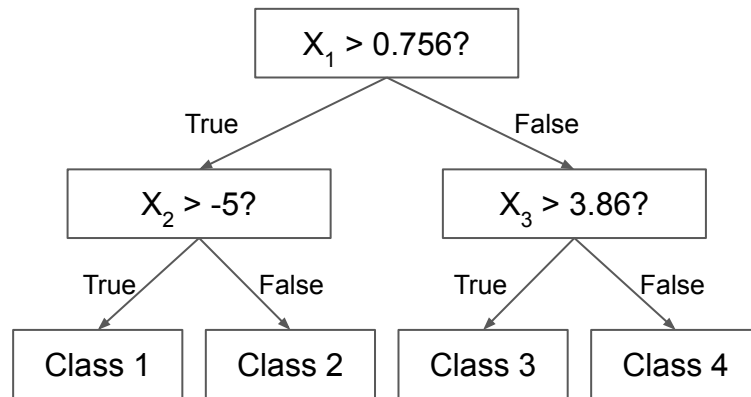 X₁ > 0.756?
True
False
X₂ > -5?
X₃ > 3.86?
True
False
True
False
Class 1
Class 2
Class 3
Class 4